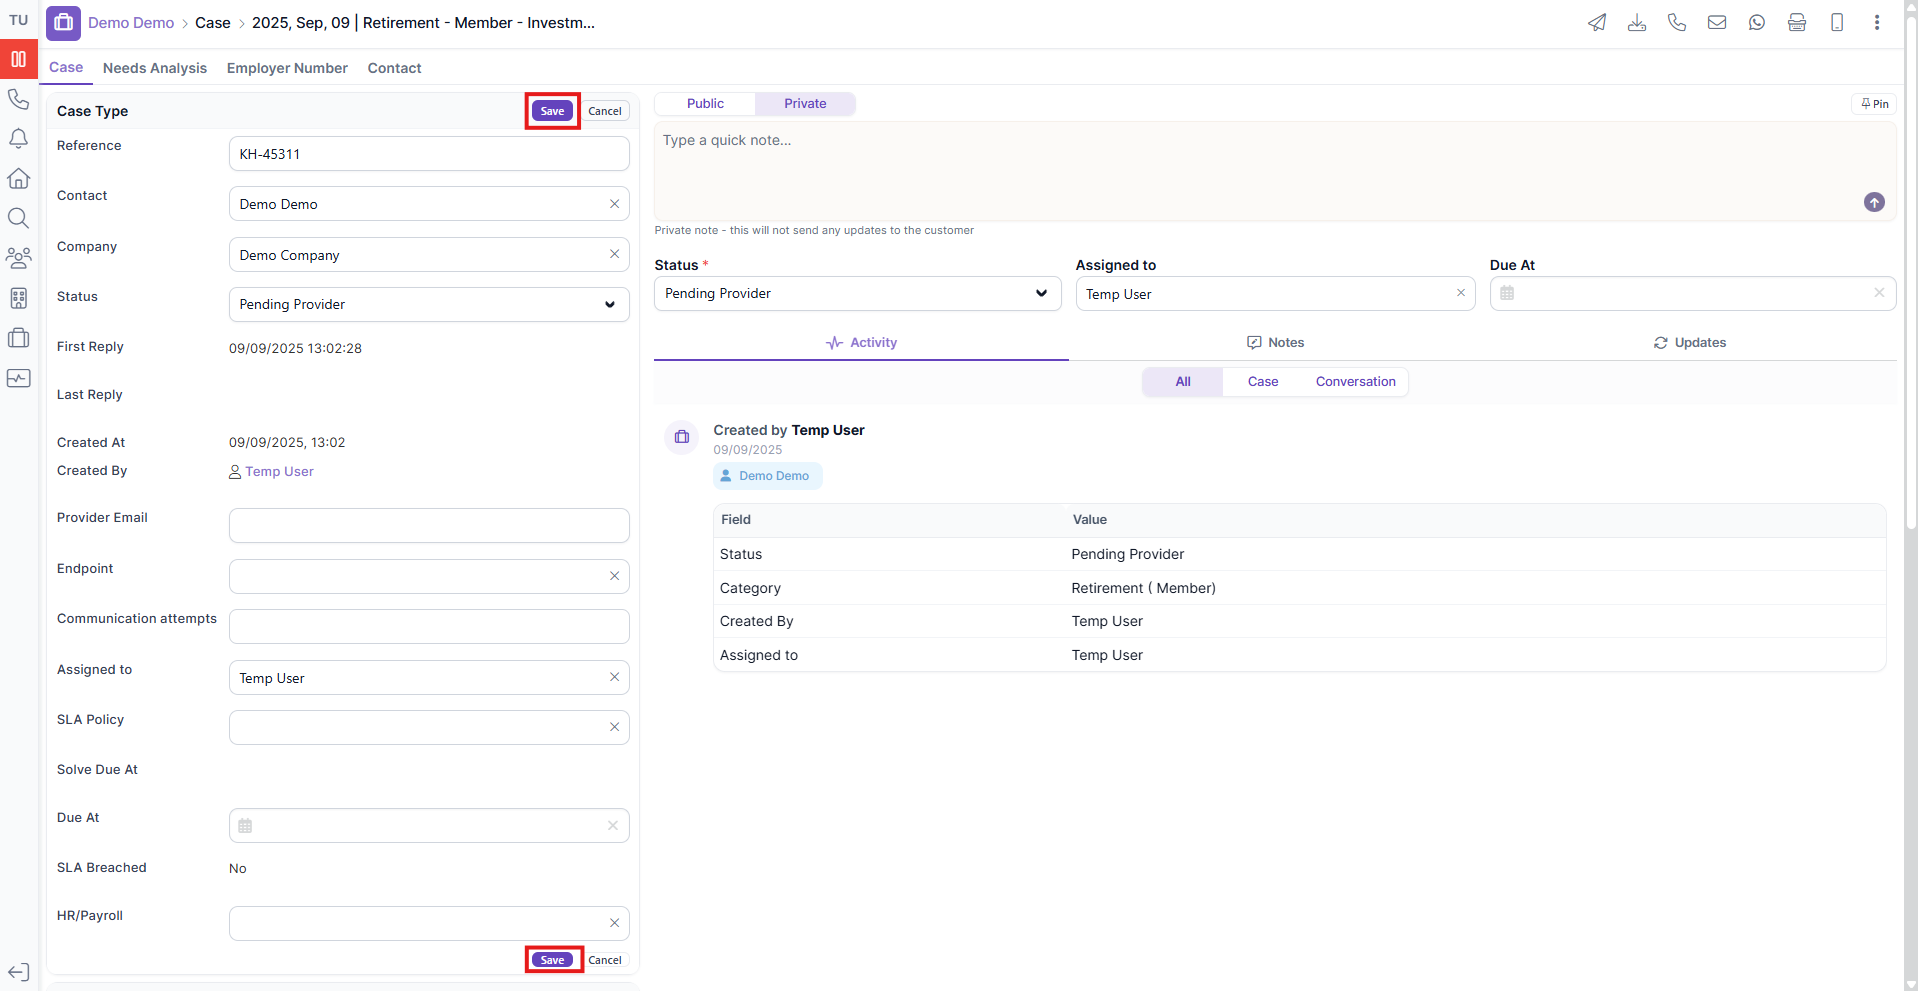 TU
Demo Demo > Case > 2025, Sep, 09 | Retirement - Member - Investm...
Case Needs Analysis Employer Number Contact
Case Type Save Cancel
Reference KH-45311
Contact Demo Demo
Company Demo Company
Status Pending Provider
First Reply 09/09/2025 13:02:28
Last Reply
Created At 09/09/2025, 13:02
Created By Temp User
Provider Email
Endpoint
Communication attempts
Assigned to Temp User
SLA Policy
Solve Due At
Due At
SLA Breached No
HR/Payroll
Save Cancel
Public Private Pin
Type a quick note...
Private note - this will not send any updates to the customer
Status * Assigned to Due At
Pending Provider Temp User
Activity Notes Updates
All Case Conversation
Created by Temp User
09/09/2025
Demo Demo
Field Value
Status Pending Provider
Category Retirement ( Member)
Created By Temp User
Assigned to Temp User